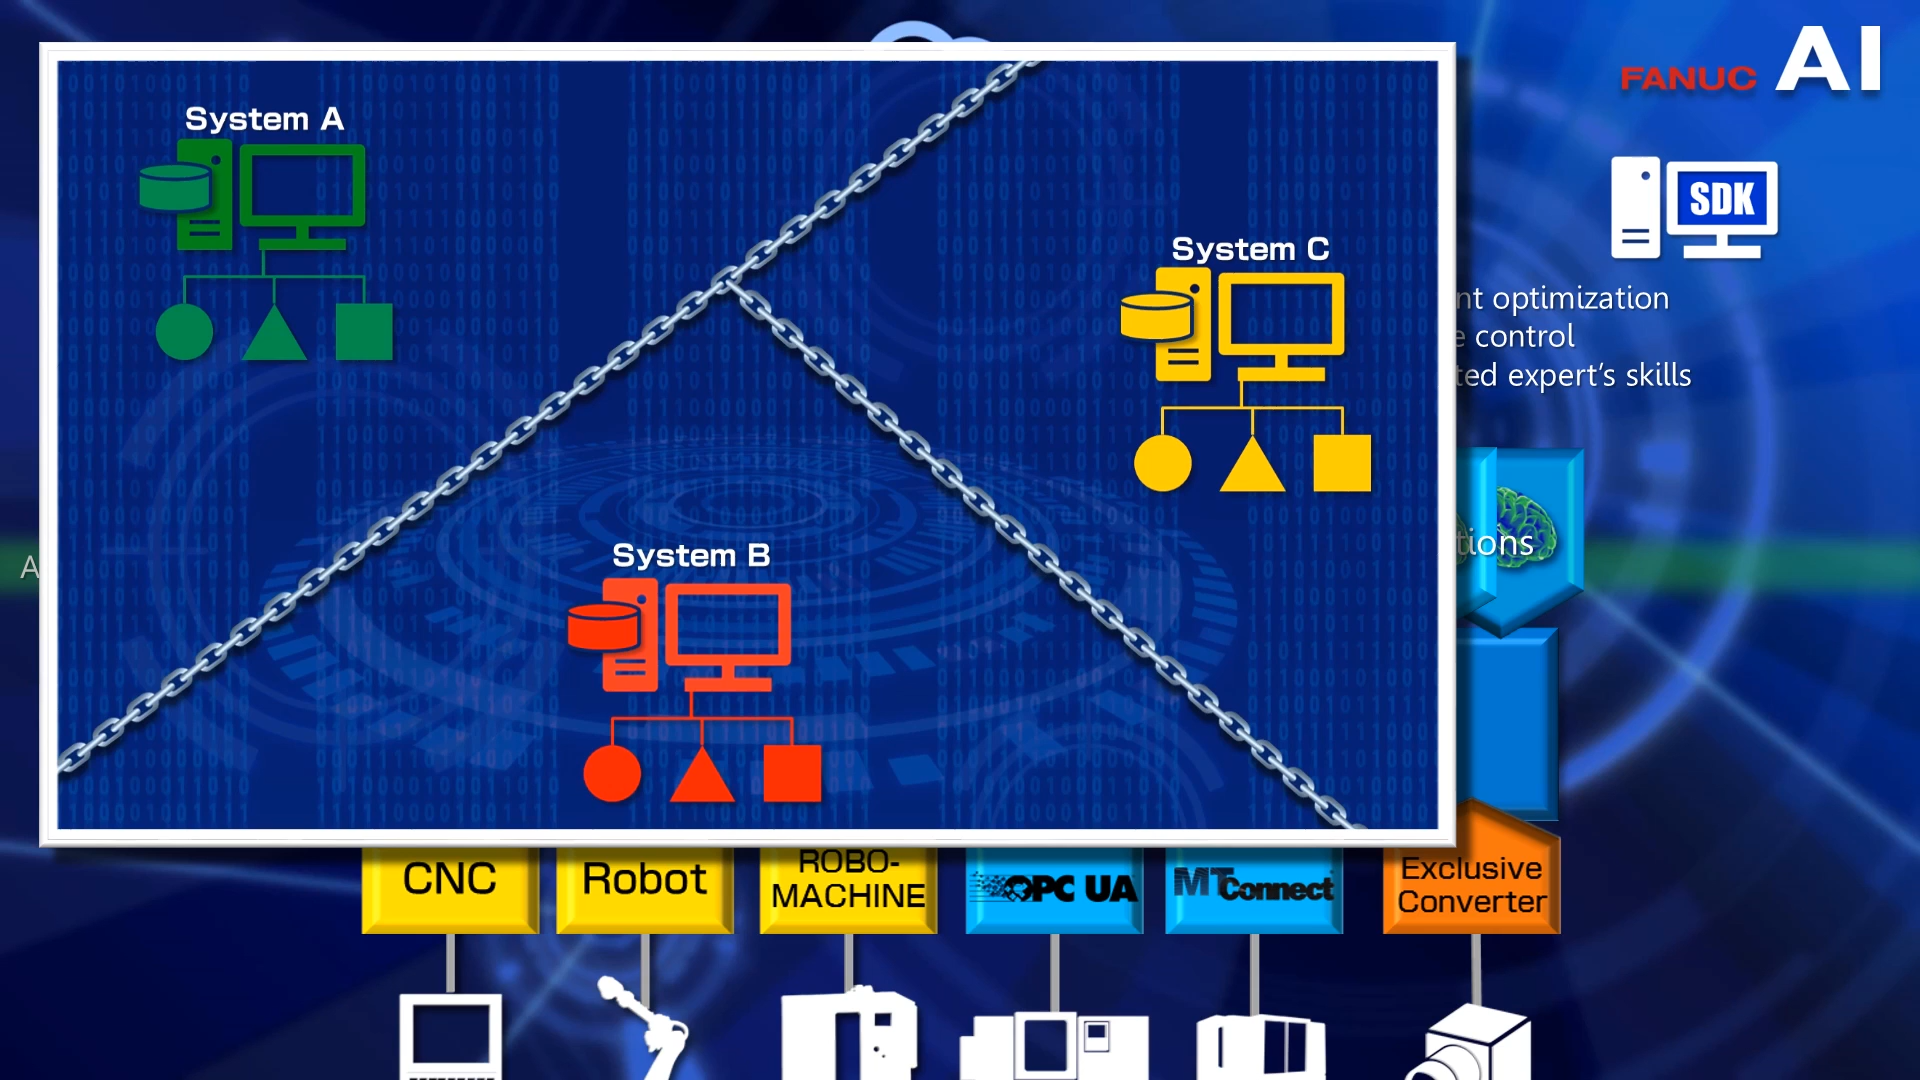 System A
FANUC AI
SDK
System C
nt optimization
e control
ted expert's skills
System B
tions
A
CNC
Robot
ROBO-
MACHINE
OPC UA
MTConnect
Exclusive
Converter